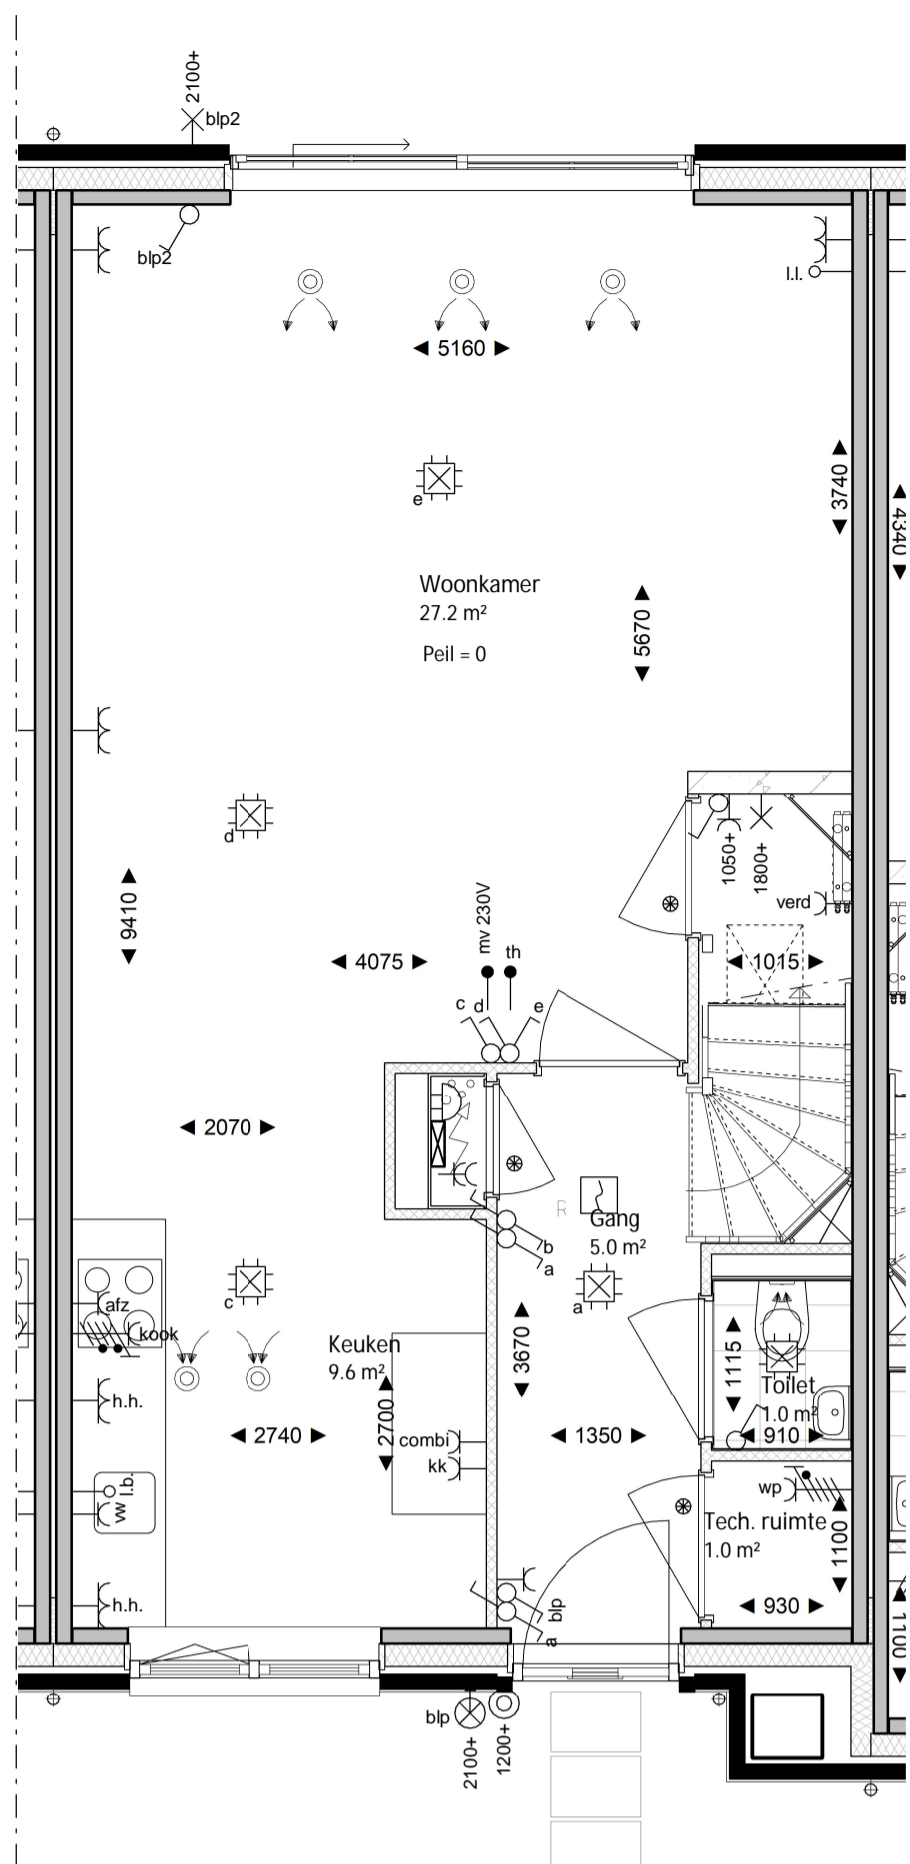 2100+
blp2
blp2
l.l.
5160
3740
4340
e
Woonkamer
27.2 m²
5670
Peil = 0
d
1050+
1800+
verd
9410
mv 230V
th
4075
1015
c
d
e
2070
R
Gang
5.0 m²
b
a
a
c
afz
kook
Keuken
9.6 m²
3670
1115
Toilet
1.0 m²
h.h.
2740
2700
combi
kk
1350
910
l.b.
vw
wp
Tech. ruimte
1.0 m²
1100
h.h.
blp
a
930
1100
blp
2100+
1200+